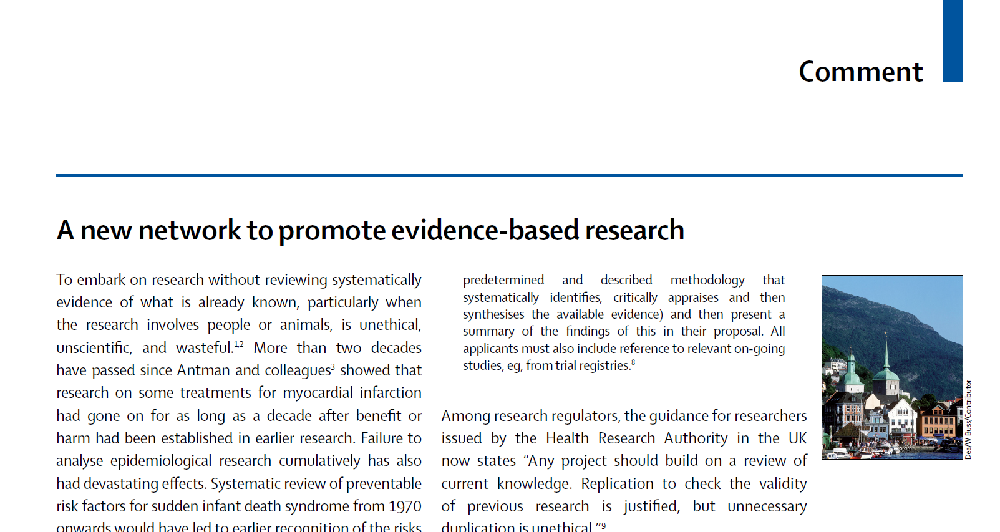 Comment
A new network to promote evidence-based research
To embark on research without reviewing systematically
evidence of what is already known, particularly when
the research involves people or animals, is unethical,
unscientific, and wasteful.1,2 More than two decades
have passed since Antman and colleagues3 showed that
research on some treatments for myocardial infarction
had gone on for as long as a decade after benefit or
harm had been established in earlier research. Failure to
analyse epidemiological research cumulatively has also
had devastating effects. Systematic review of preventable
risk factors for sudden infant death syndrome from 1970
onwards would have led to earlier recognition of the risks
predetermined and described methodology that
systematically identifies, critically appraises and then
synthesises the available evidence) and then present a
summary of the findings of this in their proposal. All
applicants must also include reference to relevant on-going
studies, eg, from trial registries.8
Among research regulators, the guidance for researchers
issued by the Health Research Authority in the UK
now states “Any project should build on a review of
current knowledge. Replication to check the validity
of previous research is justified, but unnecessary
duplication is unethical.”9
Dea/W Buss/Contributor